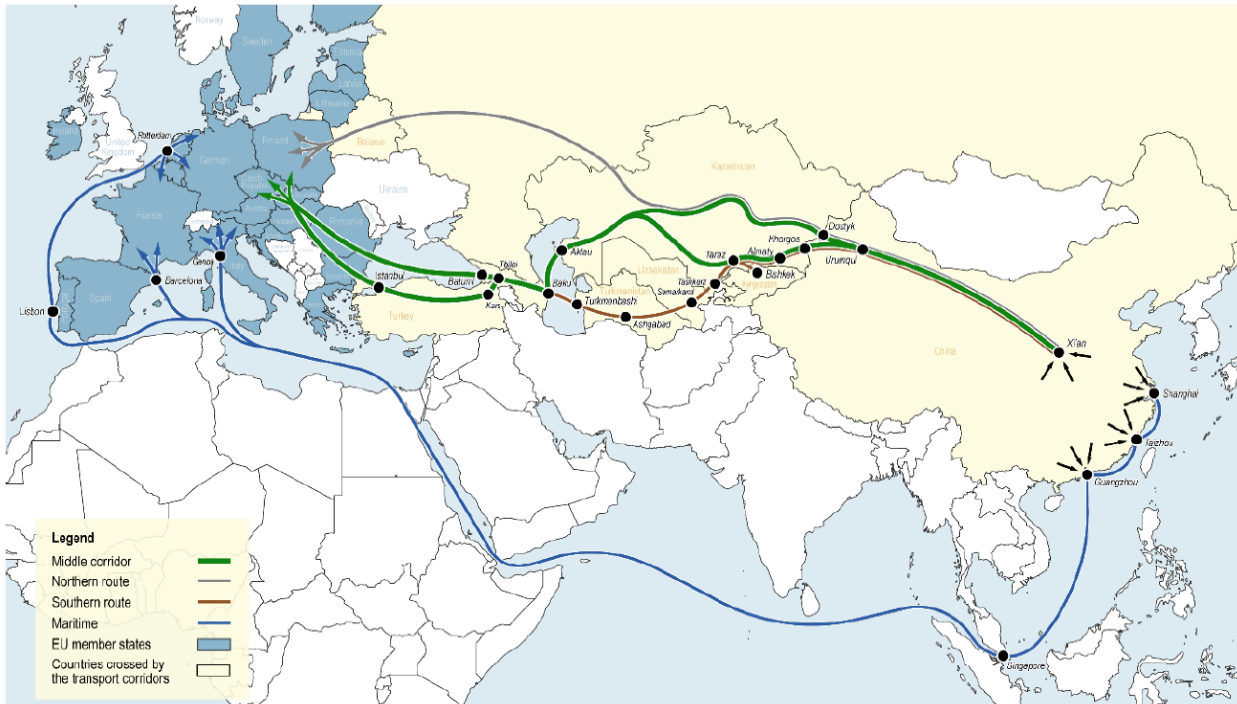 Norway
Sweden
Estonia
Latvia
Lithuania
Ireland
United
Kingdom
Rotterdam
German
Poland
Belarus
Czech
Republic
Ukraine
Kazakhstan
France
Austria
Romania
Genoa
Italy
Spain
Barcelona
Lisbon
Istanbul
Batumi
Tbilisi
Kars
Turkey
Baku
Aktau
Turkmenbashi
Turkmenistan
Ashgabad
Uzbekistan
Samarkand
Tashkent
Taraz
Almaty
Bishkek
Kyrgyzstan
Khorgos
Dostyk
Urumqui
China
Xi'an
Shanghai
Taizhou
Guangzhou
Singapore
Legend
Middle corridor
Northern route
Southern route
Maritime
EU member states
Countries crossed by
the transport corridors